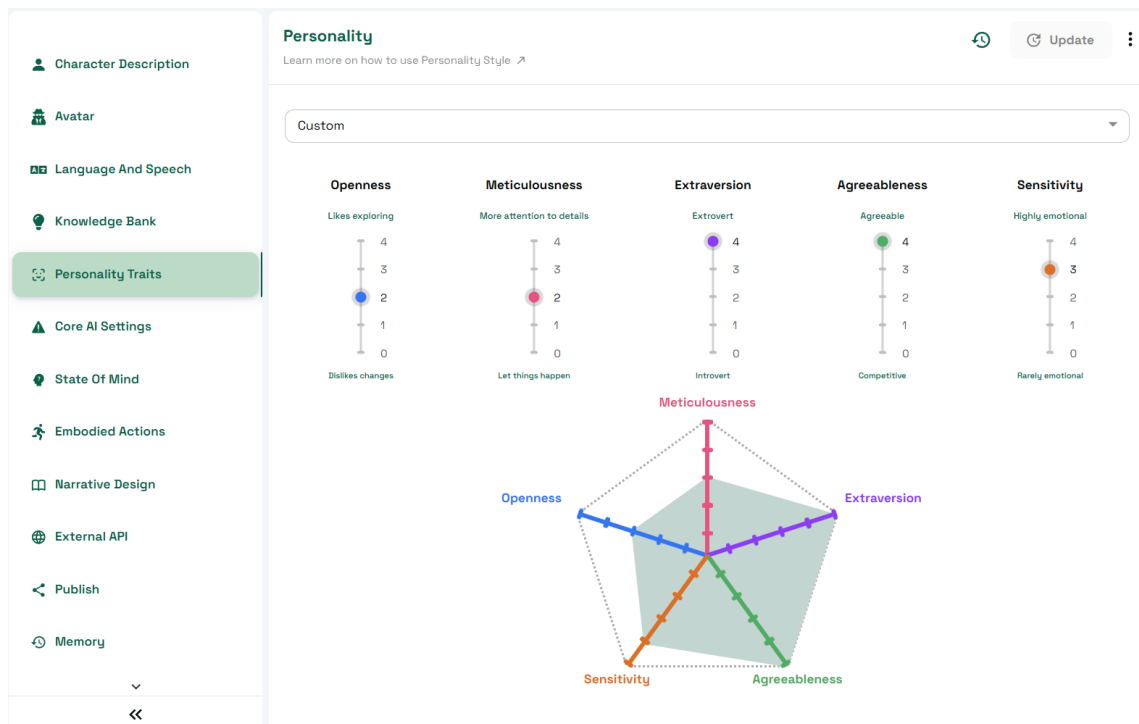 Character Description
Avatar
Language And Speech
Knowledge Bank
Personality Traits
Core AI Settings
State Of Mind
Embodied Actions
Narrative Design
External API
Publish
Memory
Personality
Learn more on how to use Personality Style
Update
Custom
Openness Meticulousness Extraversion Agreeableness Sensitivity
Likes exploring More attention to details Extrovert Agreeable Highly emotional
4 4 4 4 4
3 3 3 3 3
2 2 2 2 2
1 1 1 1 1
0 0 0 0 0
Dislikes changes Let things happen Introvert Competitive Rarely emotional
Meticulousness
Openness Extraversion
Sensitivity Agreeableness